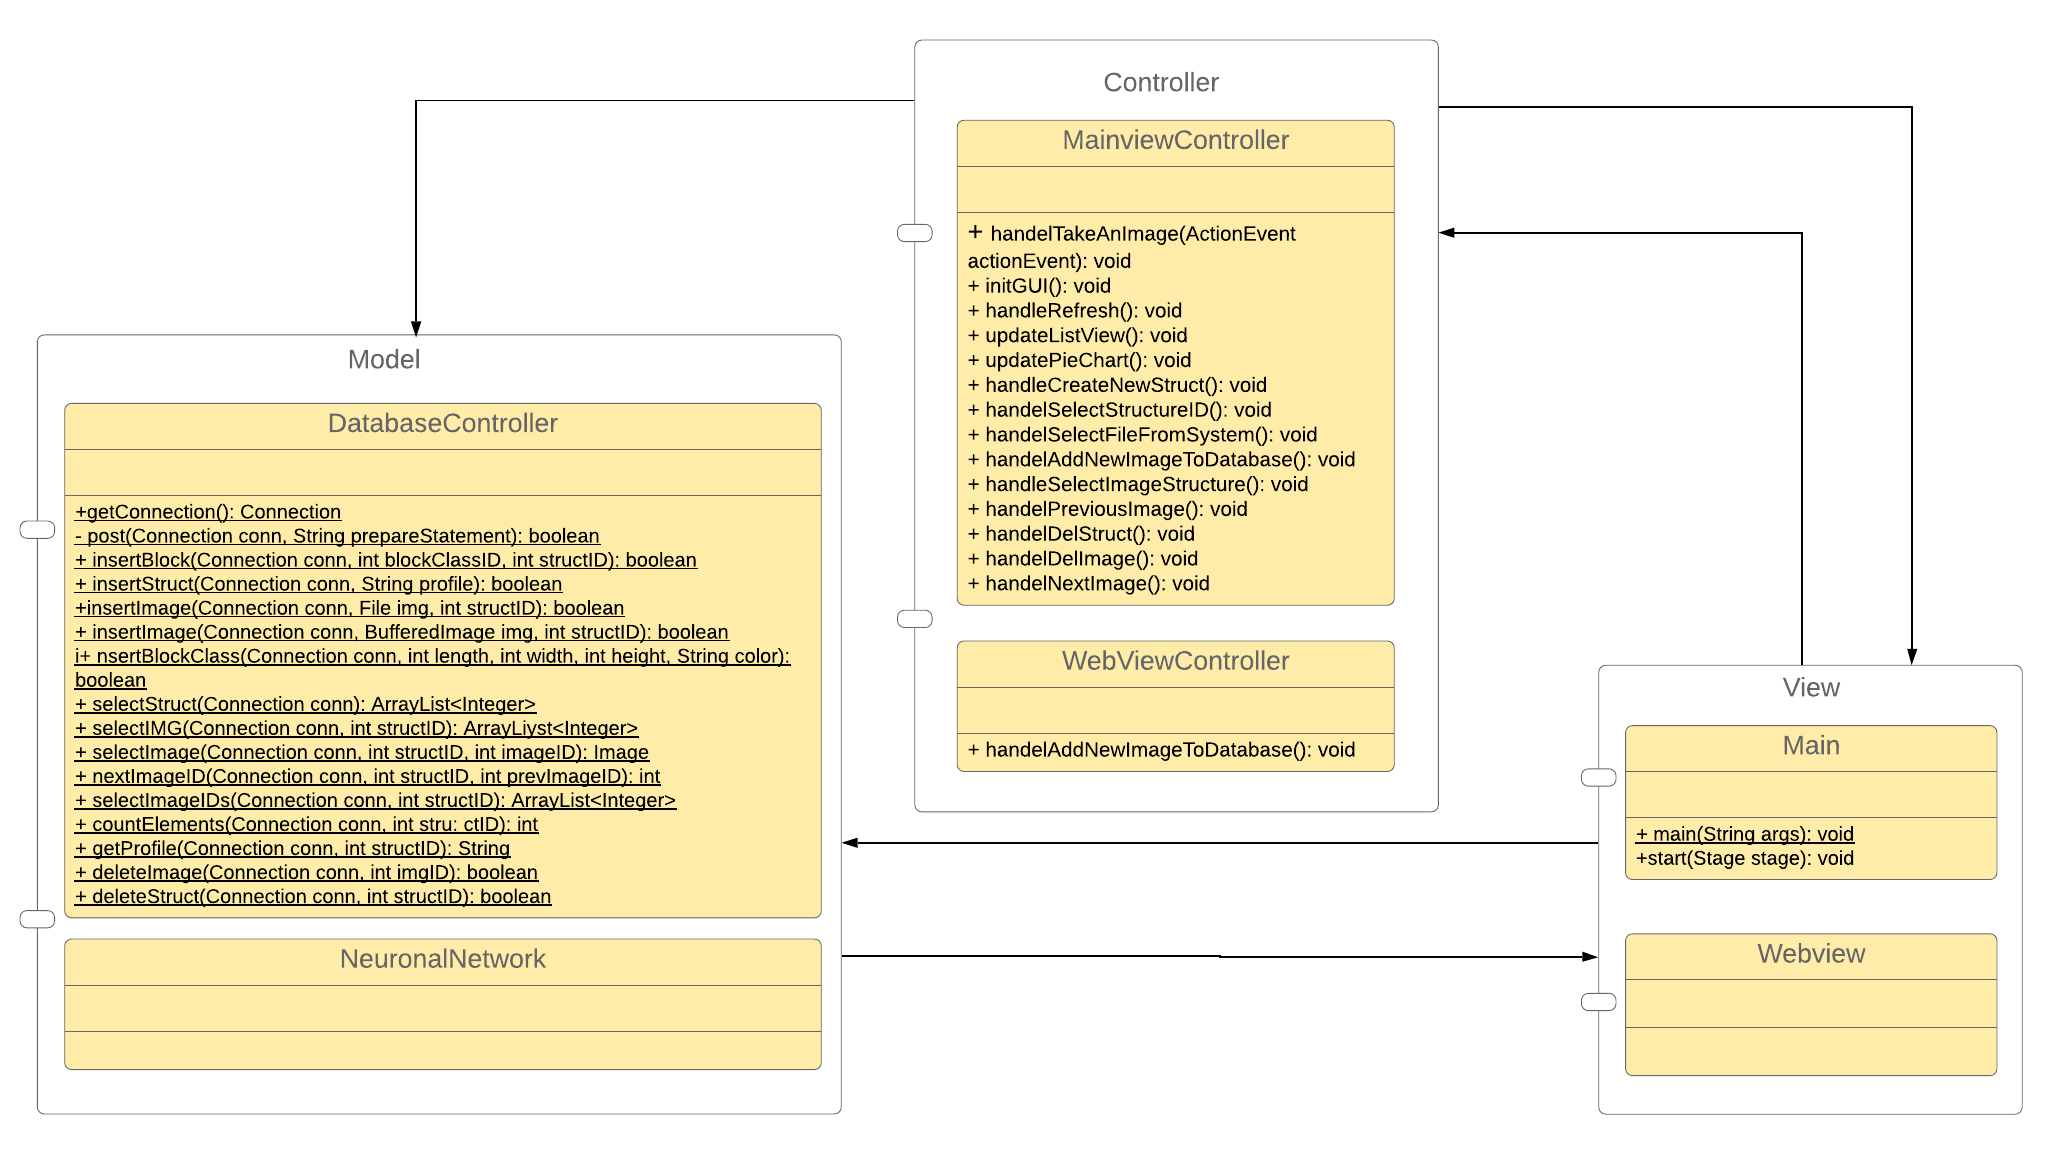 Controller
MainviewController
+ handelTakeAnImage(ActionEvent
actionEvent): void
+ initGUI(): void
+ handleRefresh(): void
+ updateListView(): void
+ updatePieChart(): void
+ handleCreateNewStruct(): void
+ handelSelectStructureID(): void
+ handelSelectFileFromSystem(): void
+ handelAddNewImageToDatabase(): void
+ handleSelectImageStructure(): void
+ handelPreviousImage(): void
+ handelDelStruct(): void
+ handelDelImage(): void
+ handelNextImage(): void
WebViewController
+ handelAddNewImageToDatabase(): void
Model
DatabaseController
+getConnection(): Connection
- post(Connection conn, String prepareStatement): boolean
+ insertBlock(Connection conn, int blockClassID, int structID): boolean
+ insertStruct(Connection conn, String profile): boolean
+insertImage(Connection conn, File img, int structID): boolean
+ insertImage(Connection conn, BufferedImage img, int structID): boolean
i+ nsertBlockClass(Connection conn, int length, int width, int height, String color):
boolean
+ selectStruct(Connection conn): ArrayList<Integer>
+ selectIMG(Connection conn, int structID): ArrayLiyst<Integer>
+ selectImage(Connection conn, int structID, int imageID): Image
+ nextImageID(Connection conn, int structID, int prevImageID): int
+ selectImageIDs(Connection conn, int structID): ArrayList<Integer>
+ countElements(Connection conn, int stru: ctID): int
+ getProfile(Connection conn, int structID): String
+ deleteImage(Connection conn, int imgID): boolean
+ deleteStruct(Connection conn, int structID): boolean
NeuronalNetwork
View
Main
+ main(String args): void
+start(Stage stage): void
Webview